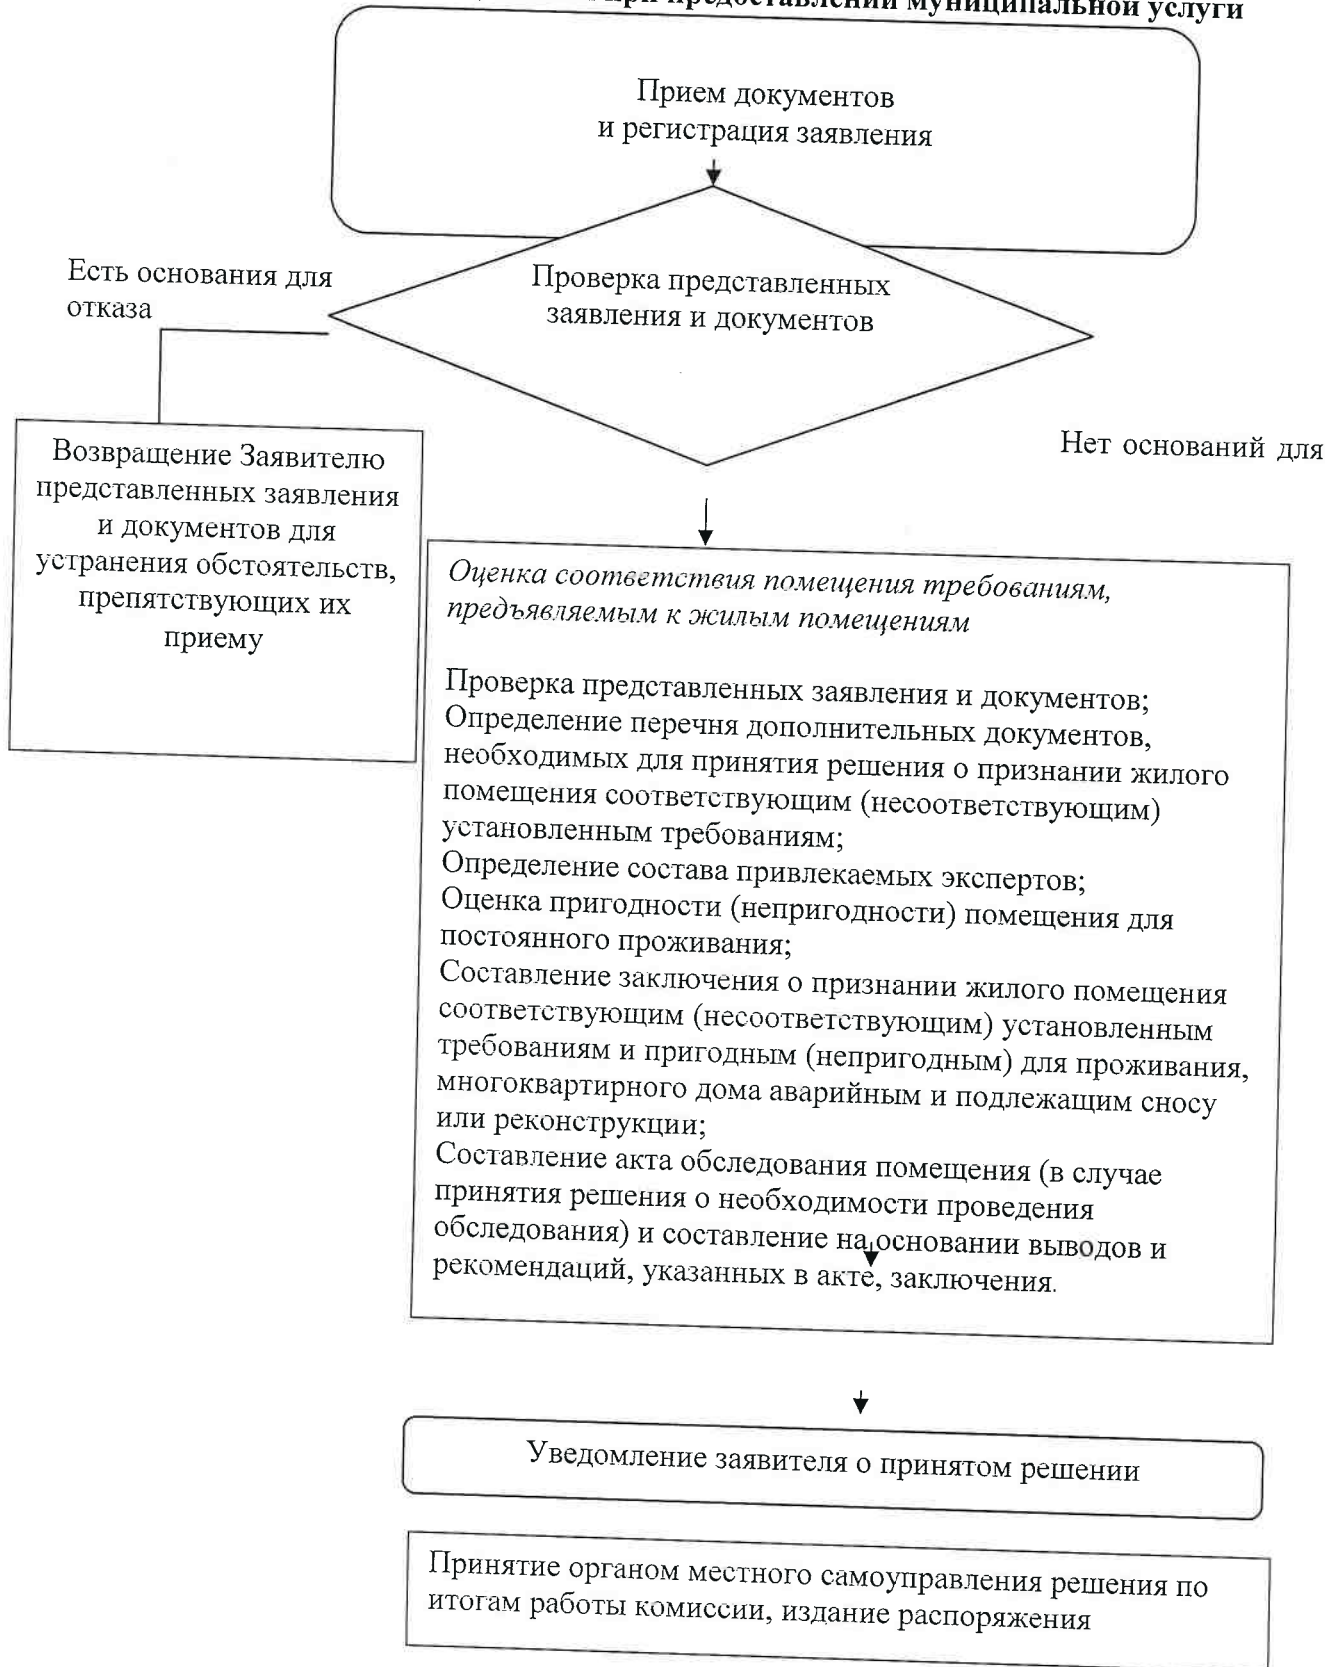 при предоставлении муниципальной услуги
Прием документов
и регистрация заявления
Есть основания для
отказа
Проверка представленных
заявления и документов
Нет оснований для
Возвращение Заявителю
представленных заявления
и документов для
устранения обстоятельств,
препятствующих их
приему
Оценка соответствия помещения требованиям,
предъявляемым к жилым помещениям
Проверка представленных заявления и документов;
Определение перечня дополнительных документов,
необходимых для принятия решения о признании жилого
помещения соответствующим (несоответствующим)
установленным требованиям;
Определение состава привлекаемых экспертов;
Оценка пригодности (непригодности) помещения для
постоянного проживания;
Составление заключения о признании жилого помещения
соответствующим (несоответствующим) установленным
требованиям и пригодным (непригодным) для проживания,
многоквартирного дома аварийным и подлежащим сносу
или реконструкции;
Составление акта обследования помещения (в случае
принятия решения о необходимости проведения
обследования) и составление на основании выводов и
рекомендаций, указанных в акте, заключения.
Уведомление заявителя о принятом решении
Принятие органом местного самоуправления решения по
итогам работы комиссии, издание распоряжения